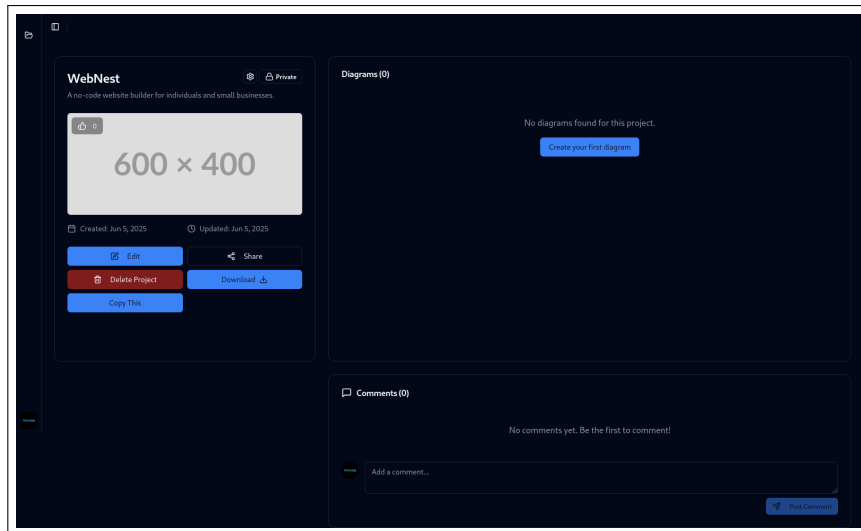 WebNest
Private
A no-code website builder for individuals and small businesses.
0
600 × 400
Created: Jun 5, 2025
Updated: Jun 5, 2025
Edit
Share
Delete Project
Download
Copy This
Diagrams (0)
No diagrams found for this project.
Create your first diagram
Comments (0)
No comments yet. Be the first to comment!
Add a comment...
Post Comment